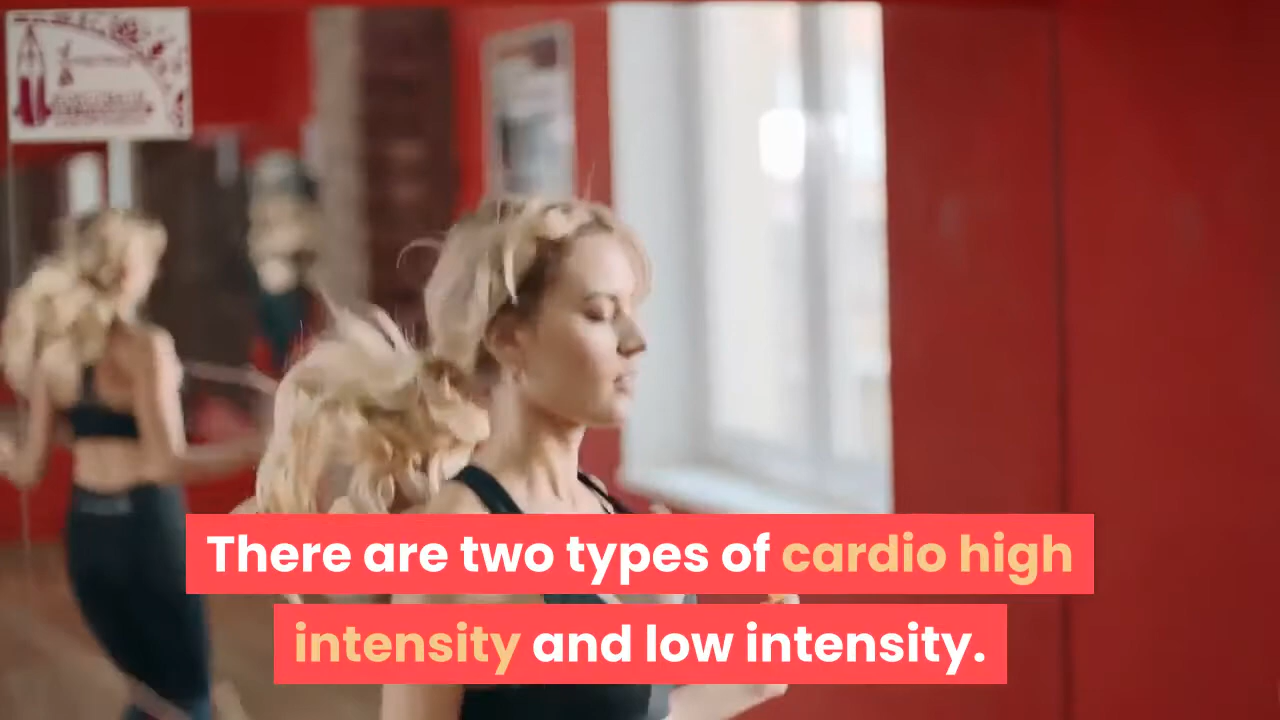 There are two types of cardio high
intensity and low intensity.